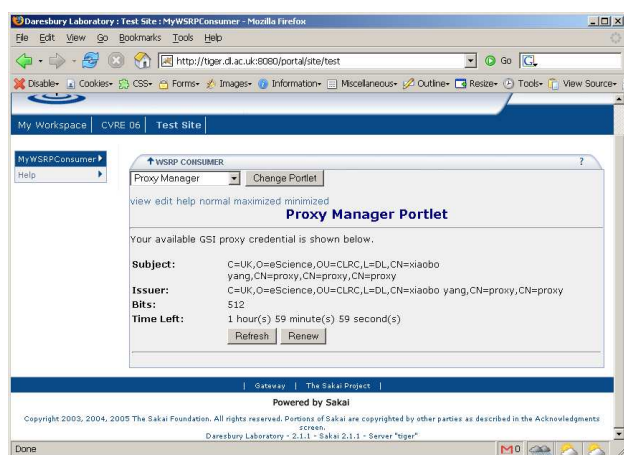 Daresbury Laboratory : Test Site : MyWSRPConsumer - Mozilla Firefox
File Edit View Go Bookmarks Tools Help
http://tiger.dl.ac.uk:8080/portal/site/test Go G
Disable Cookies CSS Forms Images Information Miscellaneous Outline Resize Tools View Source
My Workspace | CVRE 06 | Test Site |
MyWSRPConsumer
Help
WSRP CONSUMER ?
Proxy Manager Change Portlet
view edit help normal maximized minimized
Proxy Manager Portlet
Your available GSI proxy credential is shown below.
Subject: C=UK,O=eScience,OU=CLRC,L=DL,CN=xiaobo
yang,CN=proxy,CN=proxy,CN=proxy
Issuer: C=UK,O=eScience,OU=CLRC,L=DL,CN=xiaobo yang,CN=proxy,CN=proxy
Bits: 512
Time Left: 1 hour(s) 59 minute(s) 59 second(s)
Refresh Renew
| Gateway | The Sakai Project |
Powered by Sakai
Copyright 2003, 2004, 2005 The Sakai Foundation. All rights reserved. Portions of Sakai are copyrighted by other parties as described in the Acknowledgments
screen.
Daresbury Laboratory - 2.1.1 - Sakai 2.1.1 - Server "tiger"
Done M 0